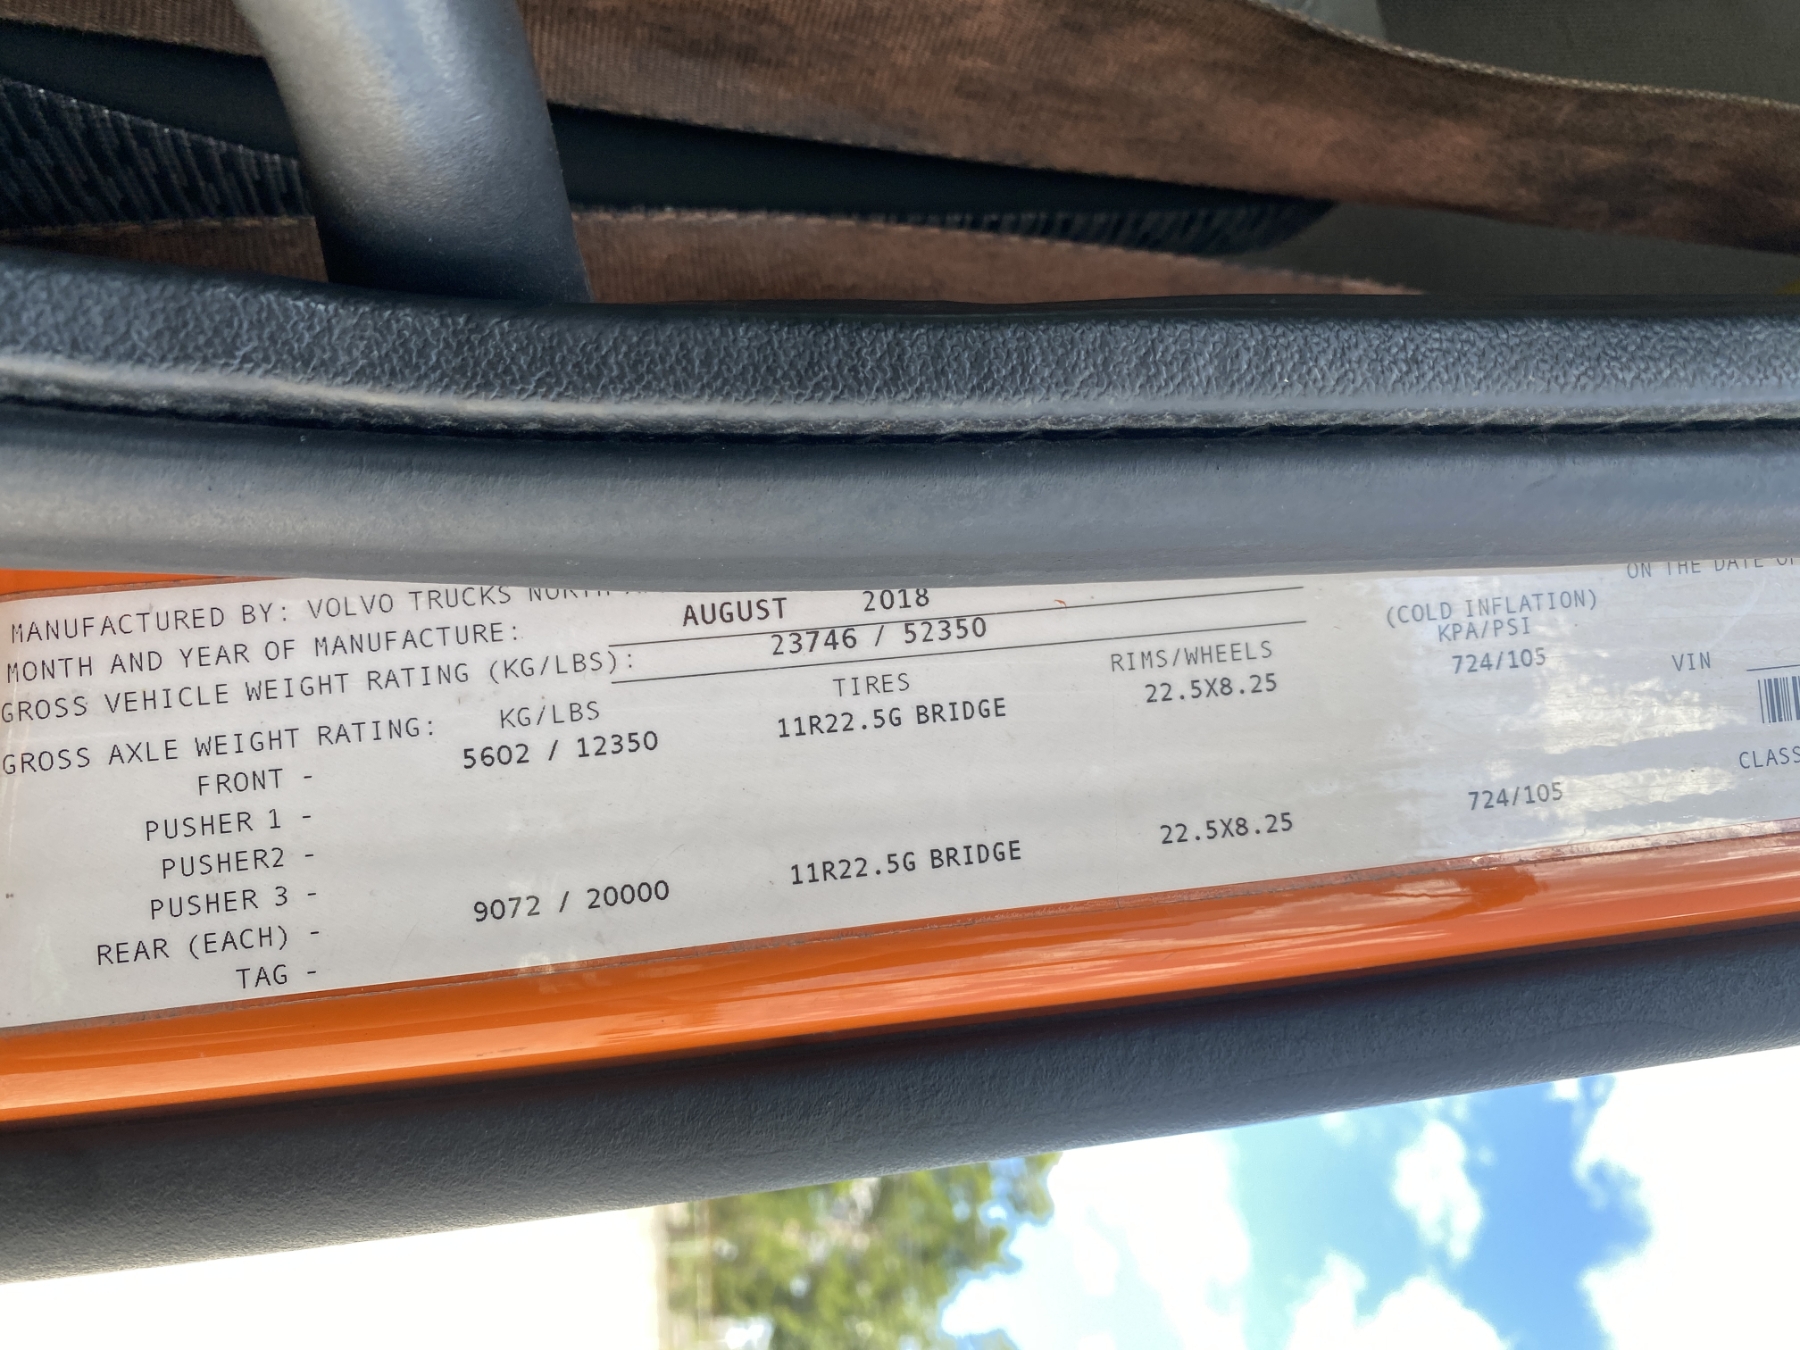 MANUFACTURED BY: VOLVO TRUCKS NORTH
MONTH AND YEAR OF MANUFACTURE: AUGUST 2018
GROSS VEHICLE WEIGHT RATING (KG/LBS): 23746 / 52350
GROSS AXLE WEIGHT RATING: KG/LBS TIRES RIMS/WHEELS (COLD INFLATION) KPA/PSI
FRONT - 5602 / 12350 11R22.5G BRIDGE 22.5X8.25 724/105
PUSHER 1 -
PUSHER2 -
PUSHER 3 -
REAR (EACH) - 9072 / 20000 11R22.5G BRIDGE 22.5X8.25 724/105
TAG -
ON THE DATE
VIN
CLASS